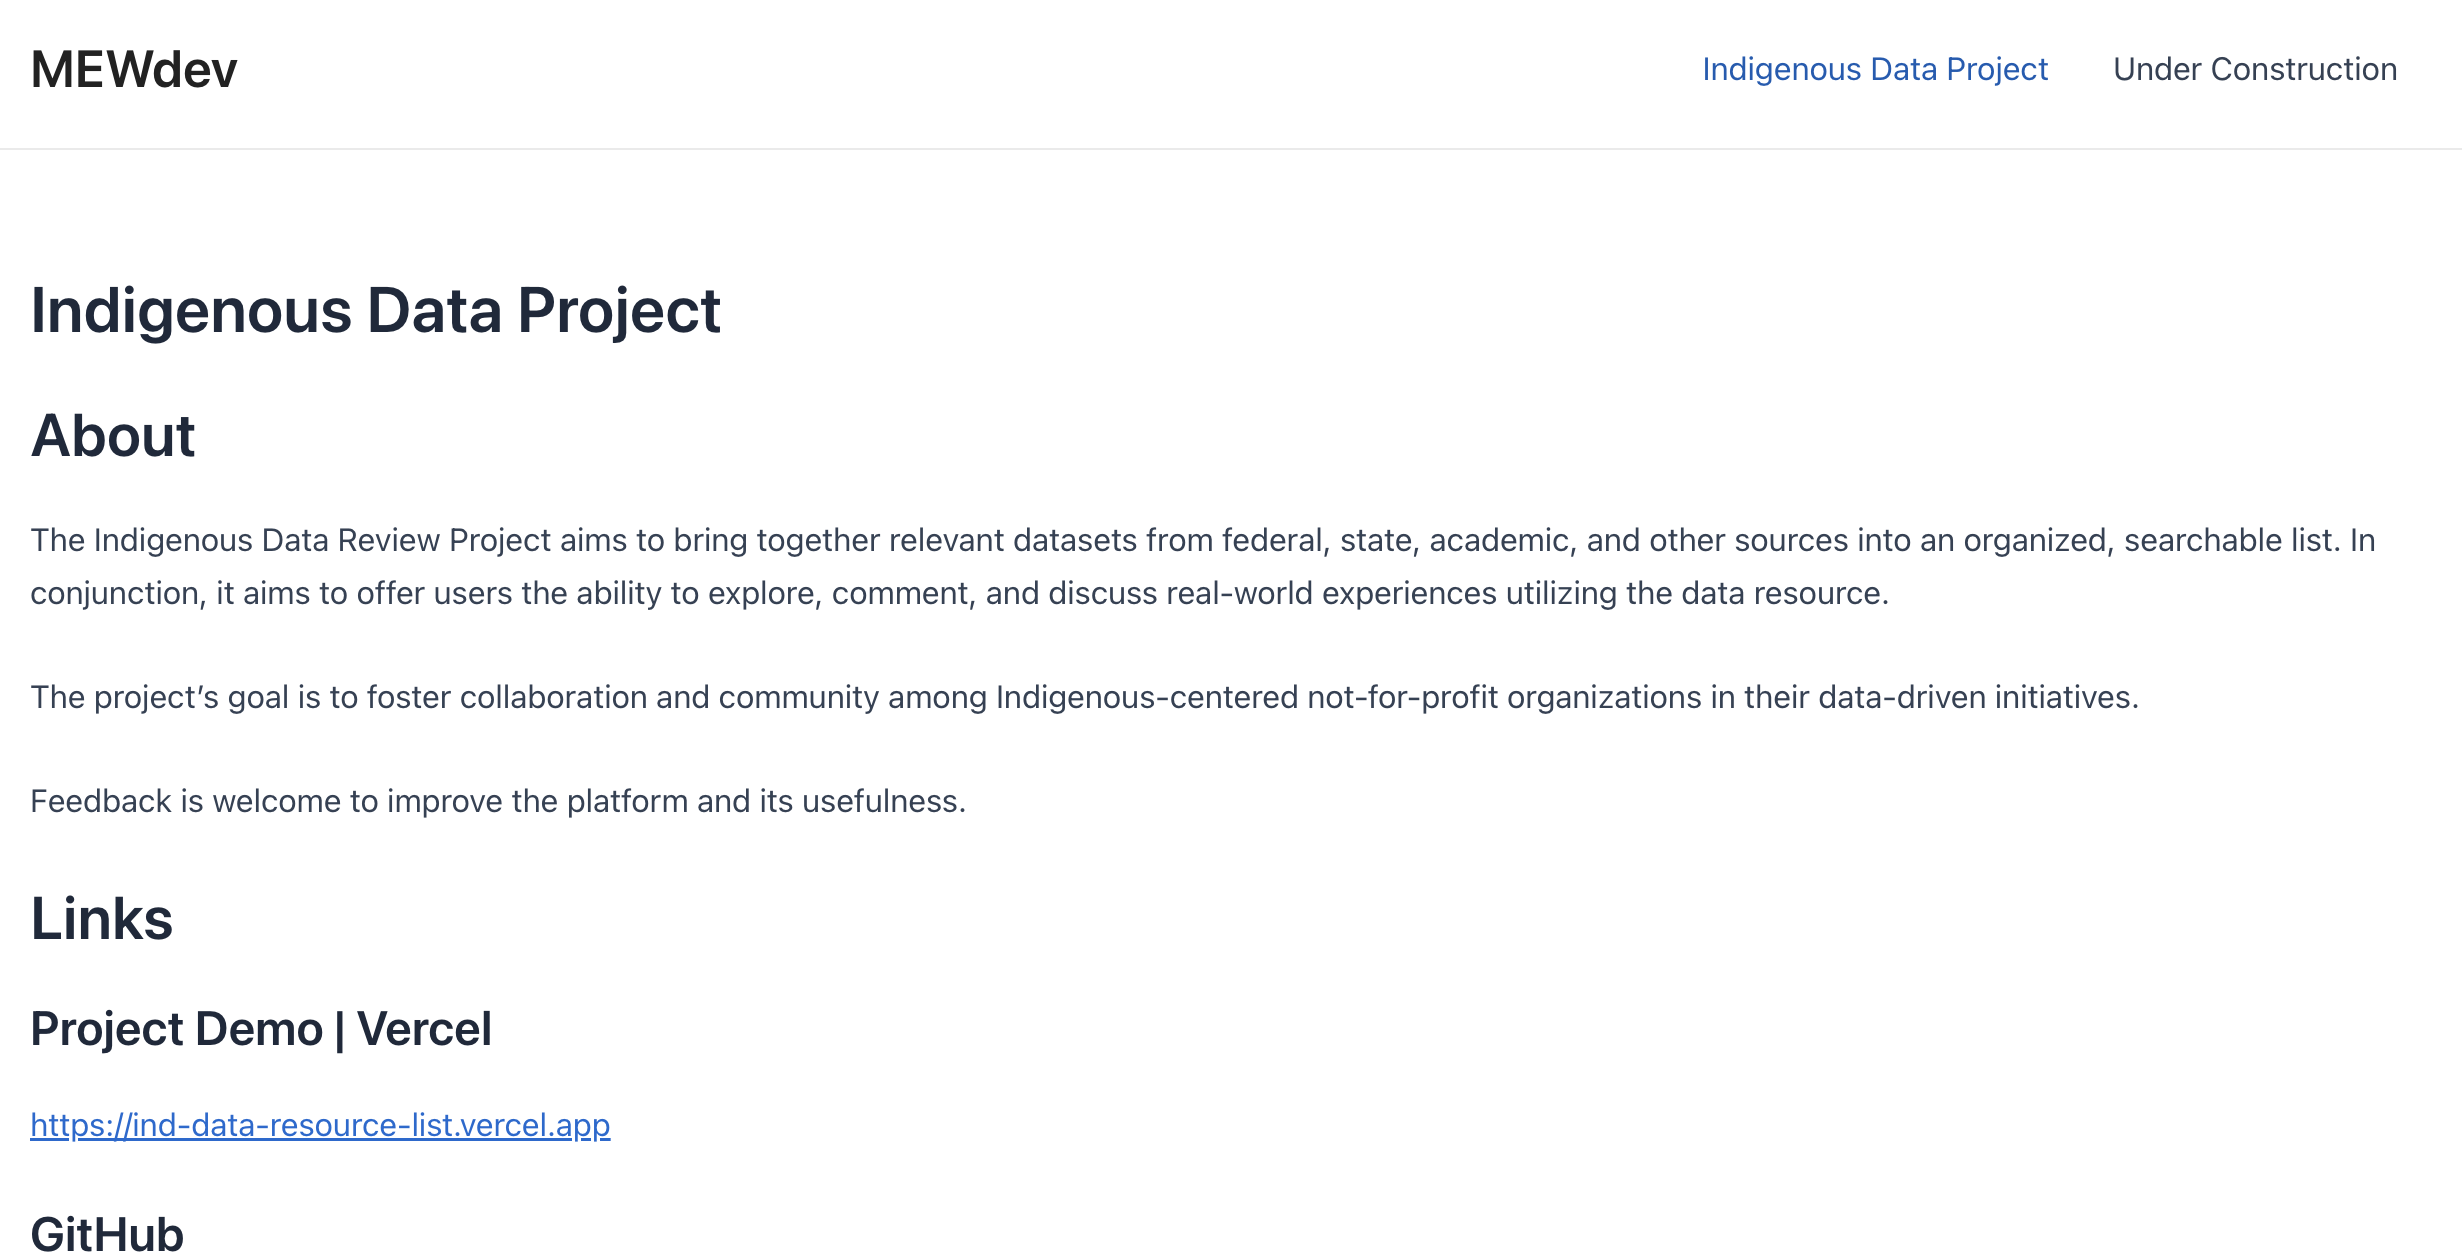 MEWdev
Indigenous Data Project
Under Construction
Indigenous Data Project
About
The Indigenous Data Review Project aims to bring together relevant datasets from federal, state, academic, and other sources into an organized, searchable list. In
conjunction, it aims to offer users the ability to explore, comment, and discuss real-world experiences utilizing the data resource.
The project’s goal is to foster collaboration and community among Indigenous-centered not-for-profit organizations in their data-driven initiatives.
Feedback is welcome to improve the platform and its usefulness.
Links
Project Demo | Vercel
https://ind-data-resource-list.vercel.app
GitHub